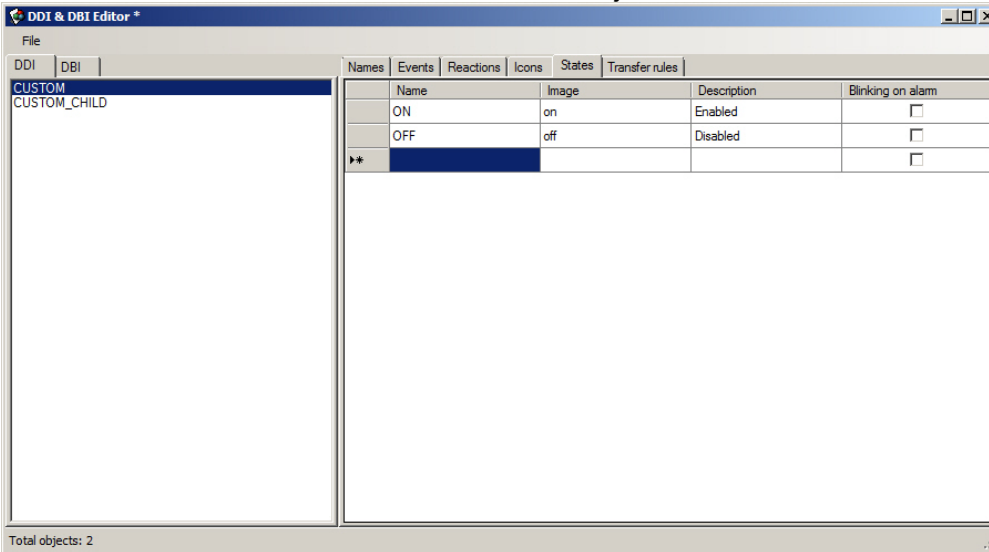 DDI & DBI Editor *
File
DDI DBI
Names Events Reactions Icons States Transfer rules
CUSTOM
CUSTOM_CHILD
Name Image Description Blinking on alarm
ON on Enabled
OFF off Disabled
Total objects: 2